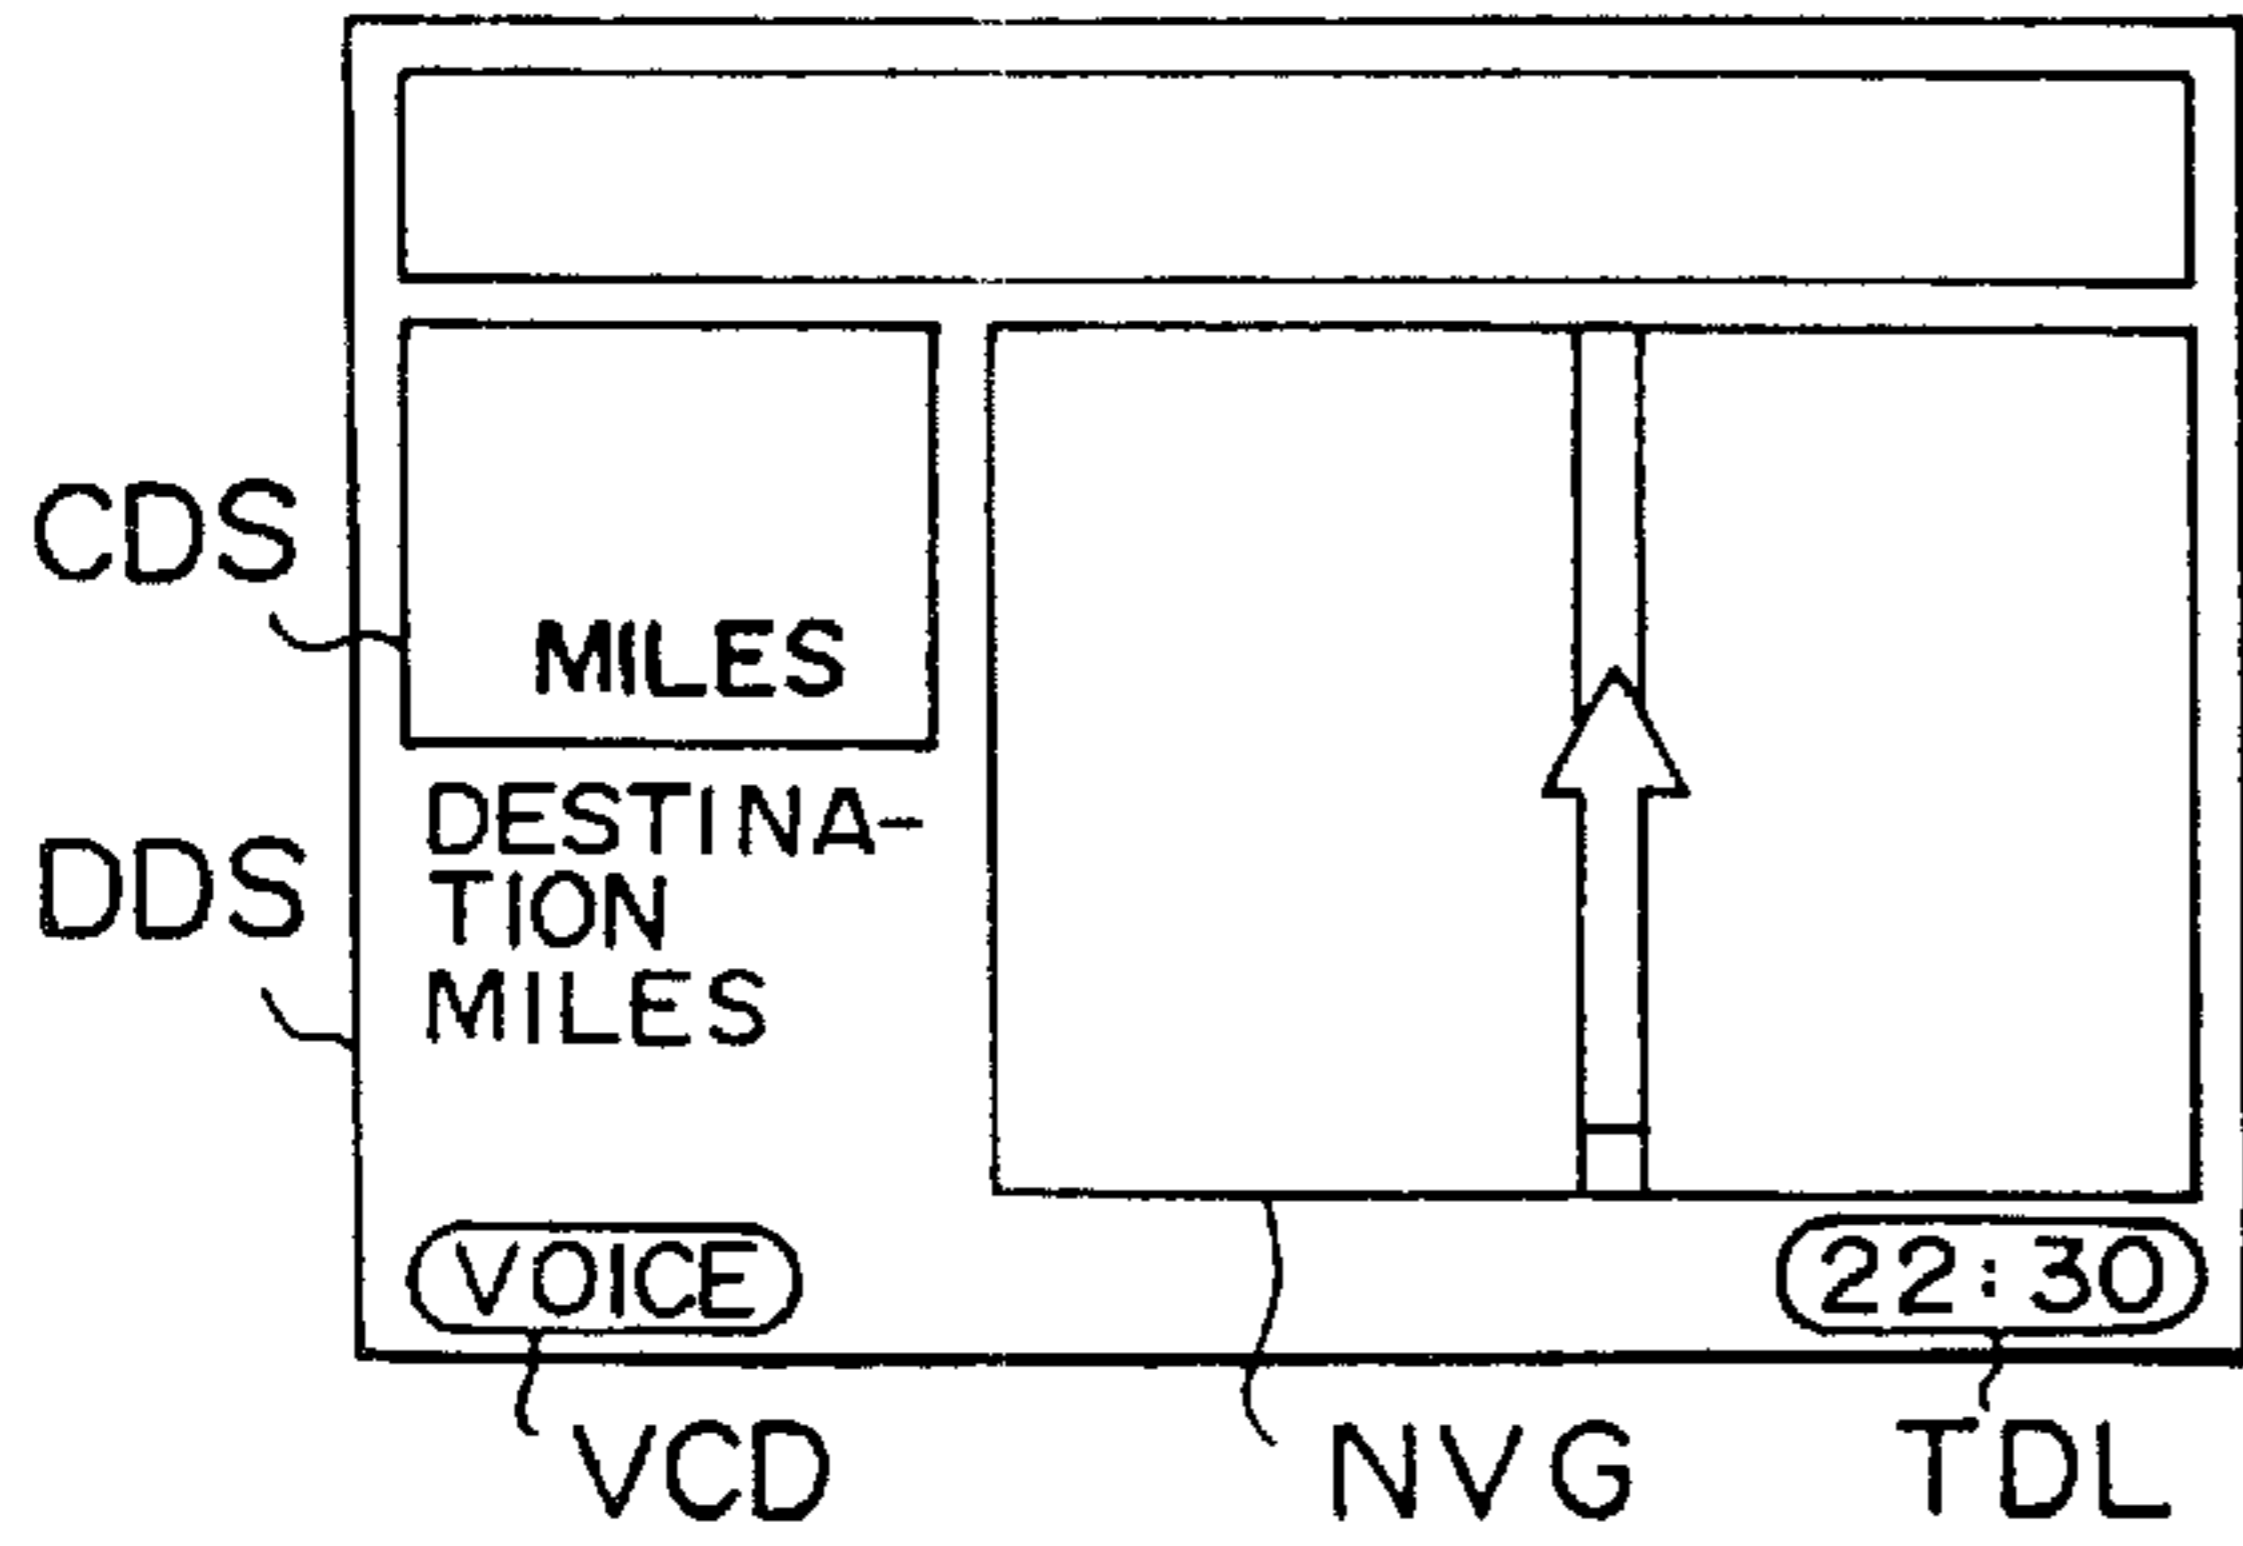 CDS
MILES
DDS
DESTINA-
TION
MILES
VOICE
22:30
VCD
NVG
TDL